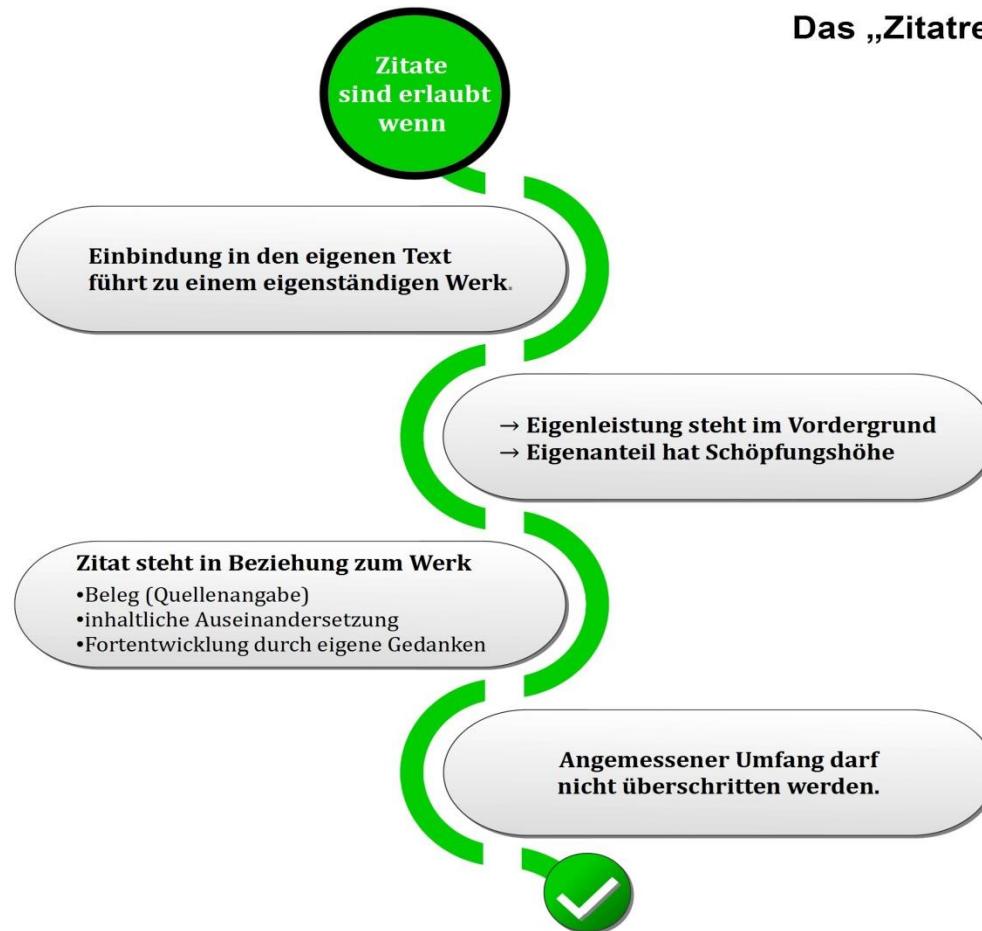 Das „Zitatre
Zitate
sind erlaubt
wenn
Einbindung in den eigenen Text
führt zu einem eigenständigen Werk.
→ Eigenleistung steht im Vordergrund
→ Eigenanteil hat Schöpfungshöhe
Zitat steht in Beziehung zum Werk
•Beleg (Quellenangabe)
•inhaltliche Auseinandersetzung
•Fortentwicklung durch eigene Gedanken
Angemessener Umfang darf
nicht überschritten werden.